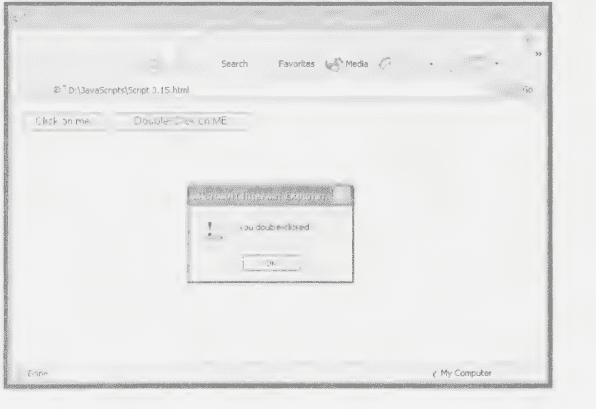 Search Favorites Media
D:\JavaScripts\Script 3.15.html
Go
Click on me Double-Click on ME
Microsoft Internet Explorer
You double-clicked
OK
Done
My Computer